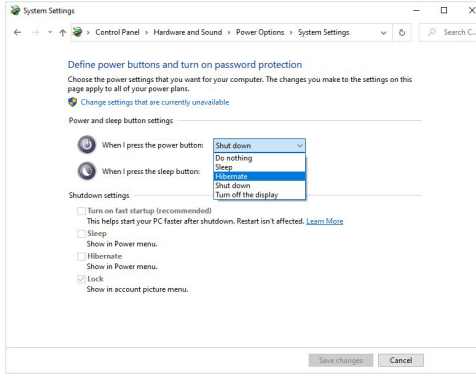 System Settings
Control Panel > Hardware and Sound > Power Options > System Settings
Search C...
Define power buttons and turn on password protection
Choose the power settings that you want for your computer. The changes you make to the settings on this
page apply to all of your power plans.
Change settings that are currently unavailable
Power and sleep button settings
When I press the power button: Shut down
Do nothing
Sleep
Hibernate
Shut down
Turn off the display
When I press the sleep button:
Shutdown settings
Turn on fast startup (recommended)
This helps start your PC faster after shutdown. Restart isn't affected. Learn More
Sleep
Show in Power menu.
Hibernate
Show in Power menu.
Lock
Show in account picture menu.
Save changes Cancel